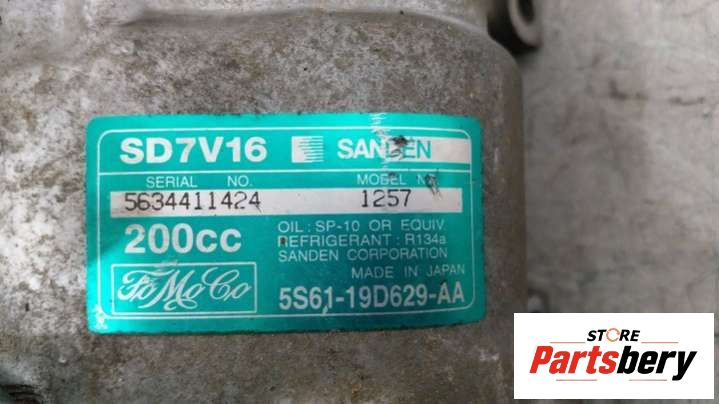 SD7V16 SANDEN
SERIAL NO. MODEL NO
5634411424 1257
200cc
OIL : SP-10 OR EQUIV.
REFRIGERANT : R134a
SANDEN CORPORATION
MADE IN JAPAN
FoMoCo 5S61-19D629-AA
STORE
Partsbery